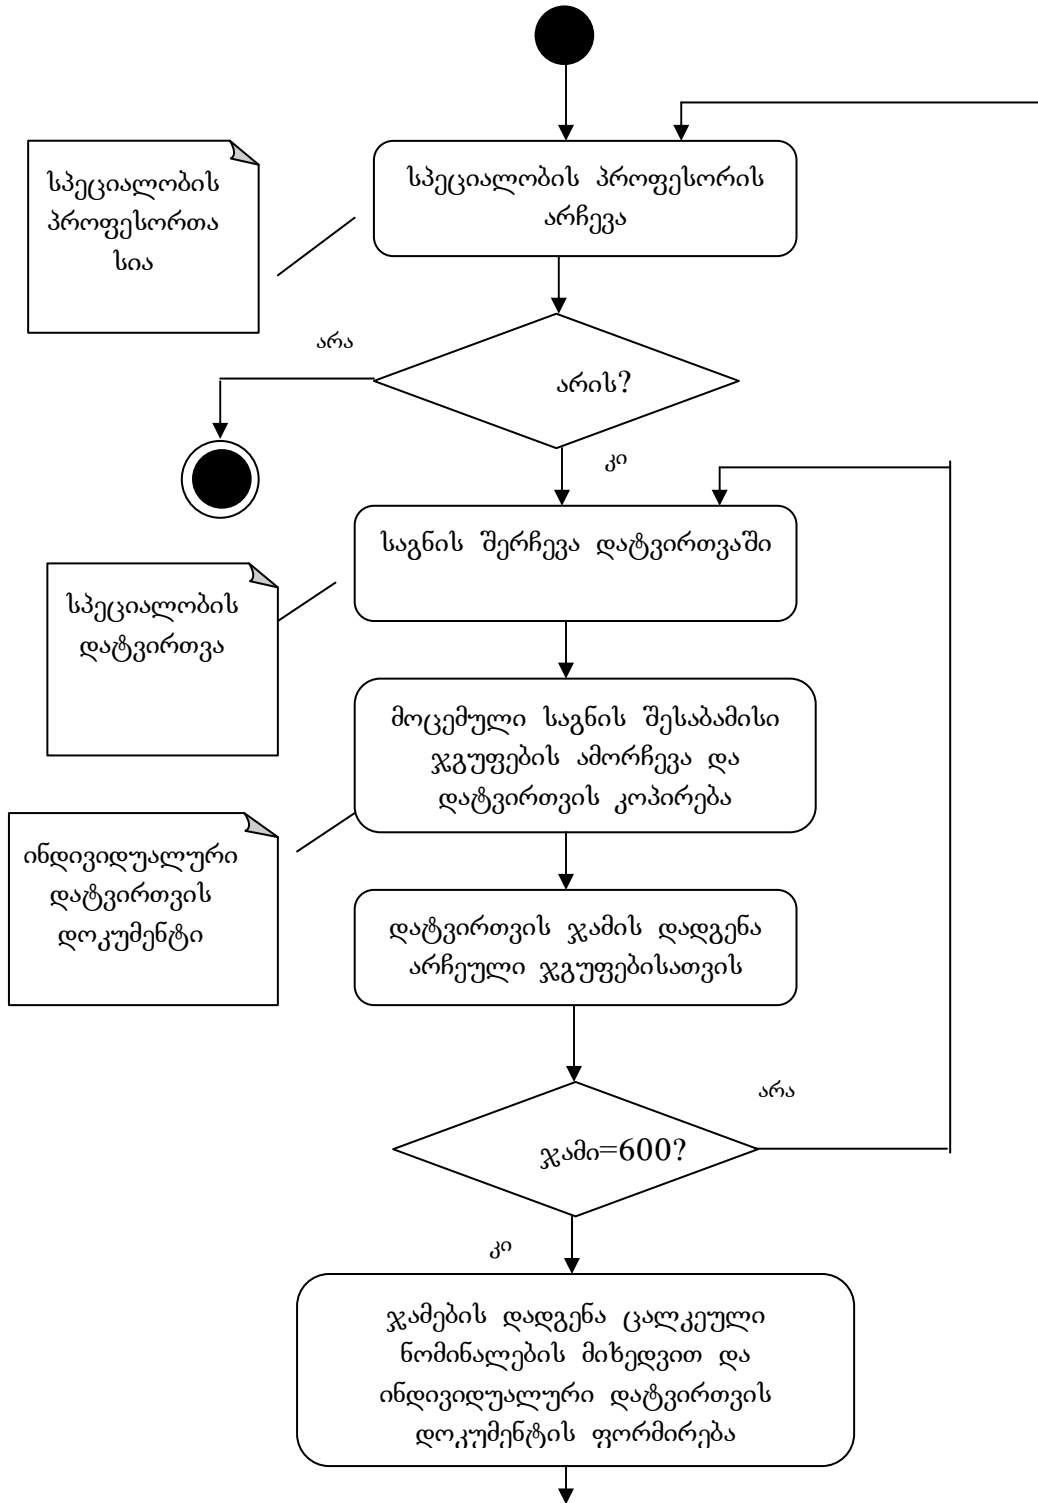 სპეციალობის
პროფესორთა
სია
სპეციალობის პროფესორის
არჩევა
არა
არის?
კი
საგნის შერჩევა დატვირთვაში
სპეციალობის
დატვირთვა
მოცემული საგნის შესაბამისი
ჯგუფების ამორჩევა და
დატვირთვის კოპირება
ინდივიდუალური
დატვირთვის
დოკუმენტი
დატვირთვის ჯამის დადგენა
არჩეული ჯგუფებისათვის
არა
ჯამი=600?
კი
ჯამების დადგენა ცალკეული
ნომინალების მიხედვით და
ინდივიდუალური დატვირთვის
დოკუმენტის ფორმირება